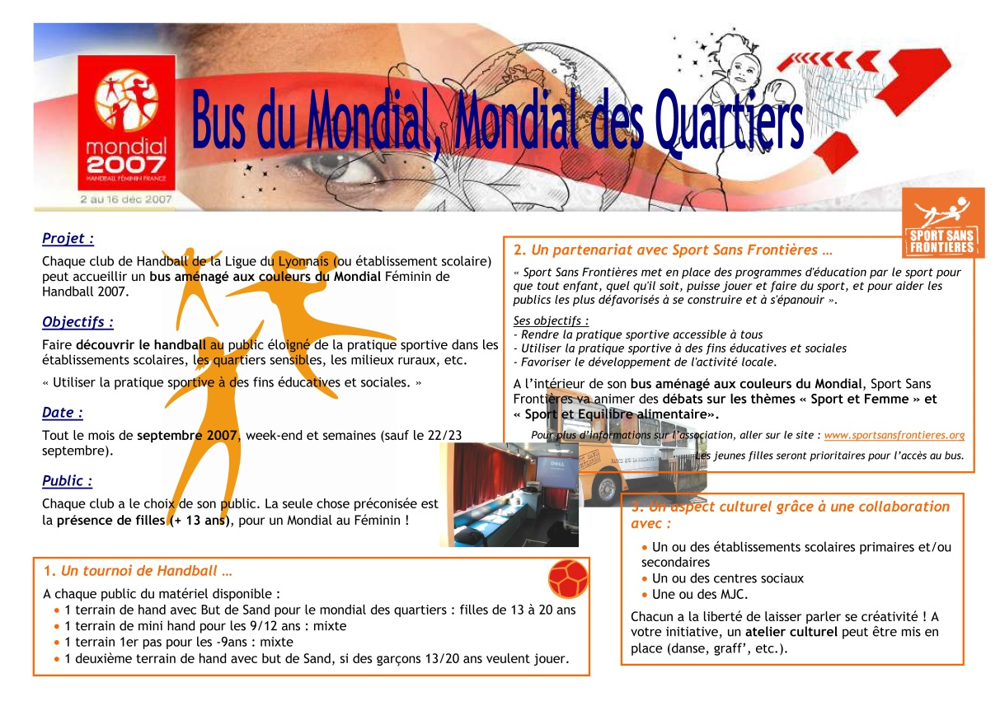 Bus du Mondial, Mondial des Quartiers
mondial
2007
HANDBALL FÉMININ FRANCE
2 au 16 déc 2007
SPORT SANS
FRONTIERES
Projet :
Chaque club de Handball de la Ligue du Lyonnais (ou établissement scolaire)
peut accueillir un bus aménagé aux couleurs du Mondial Féminin de
Handball 2007.
Objectifs :
Faire découvrir le handball au public éloigné de la pratique sportive dans les
établissements scolaires, les quartiers sensibles, les milieux ruraux, etc.
« Utiliser la pratique sportive à des fins éducatives et sociales. »
Date :
Tout le mois de septembre 2007, week-end et semaines (sauf le 22/23
septembre).
Public :
Chaque club a le choix de son public. La seule chose préconisée est
la présence de filles (+ 13 ans), pour un Mondial au Féminin !
1. Un tournoi de Handball …
A chaque public du matériel disponible :
• 1 terrain de hand avec But de Sand pour le mondial des quartiers : filles de 13 à 20 ans
• 1 terrain de mini hand pour les 9/12 ans : mixte
• 1 terrain 1er pas pour les -9ans : mixte
• 1 deuxième terrain de hand avec but de Sand, si des garçons 13/20 ans veulent jouer.
2. Un partenariat avec Sport Sans Frontières …
« Sport Sans Frontières met en place des programmes d'éducation par le sport pour
que tout enfant, quel qu'il soit, puisse jouer et faire du sport, et pour aider les
publics les plus défavorisés à se construire et à s'épanouir ».
Ses objectifs :
- Rendre la pratique sportive accessible à tous
- Utiliser la pratique sportive à des fins éducatives et sociales
- Favoriser le développement de l'activité locale.
A l’intérieur de son bus aménagé aux couleurs du Mondial, Sport Sans
Frontières va animer des débats sur les thèmes « Sport et Femme » et
« Sport et Equilibre alimentaire».
Pour plus d’informations sur l’association, aller sur le site : www.sportsansfrontieres.org
Les jeunes filles seront prioritaires pour l’accès au bus.
DELL
3. Un aspect culturel grâce à une collaboration
avec :
• Un ou des établissements scolaires primaires et/ou
secondaires
• Un ou des centres sociaux
• Une ou des MJC.
Chacun a la liberté de laisser parler se créativité ! A
votre initiative, un atelier culturel peut être mis en
place (danse, graff’, etc.).